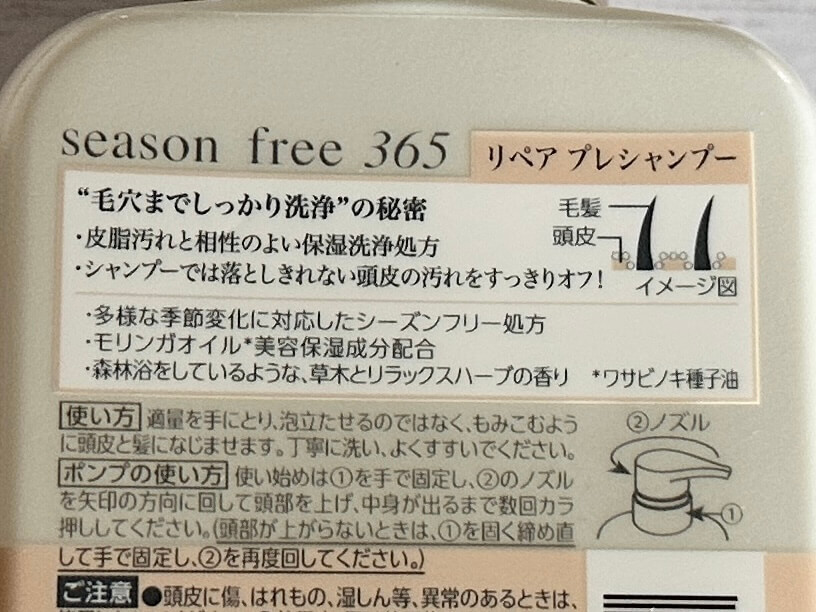 season free 365
リペア プレシャンプー
“毛穴までしっかり洗浄”の秘密
・皮脂汚れと相性のよい保湿洗浄処方
・シャンプーでは落としきれない頭皮の汚れをすっきりオフ！
毛髪
頭皮
イメージ図
・多様な季節変化に対応したシーズンフリー処方
・モリンガオイル*美容保湿成分配合
・森林浴をしているような、草木とリラックスハーブの香り
*ワサビノキ種子油
使い方 適量を手にとり、泡立たせるのではなく、もみこむよう
に頭皮と髪になじませます。丁寧に洗い、よくすすいでください。
ポンプの使い方 使い始めは①を手で固定し、②のノズル
を矢印の方向に回して頭部を上げ、中身が出るまで数回カラ
押ししてください。(頭部が上がらないときは、①を固く締め直
して手で固定し、②を再度回してください。)
②ノズル
①
ご注意 ●頭皮に傷、はれもの、湿しん等、異常のあるときは、